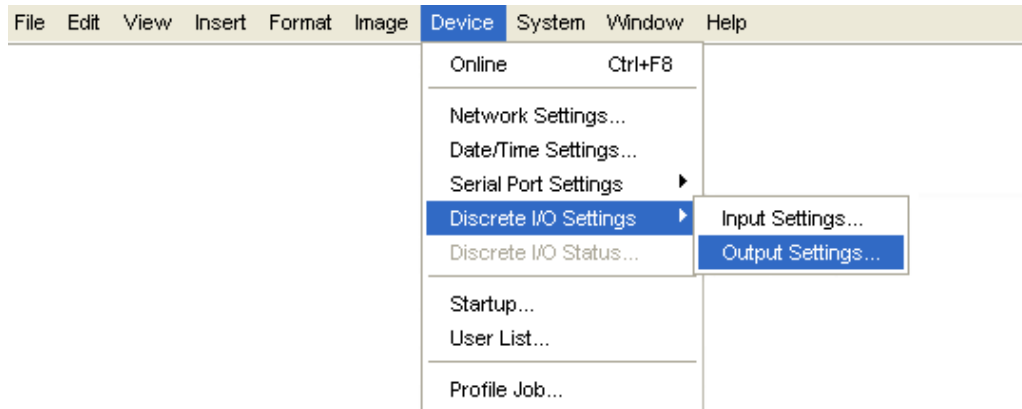 File Edit View Insert Format Image Device System Window Help
Online Ctrl+F8
Network Settings...
Date/Time Settings...
Serial Port Settings
Discrete I/O Settings
Input Settings...
Discrete I/O Status...
Output Settings...
Startup...
User List...
Profile Job...